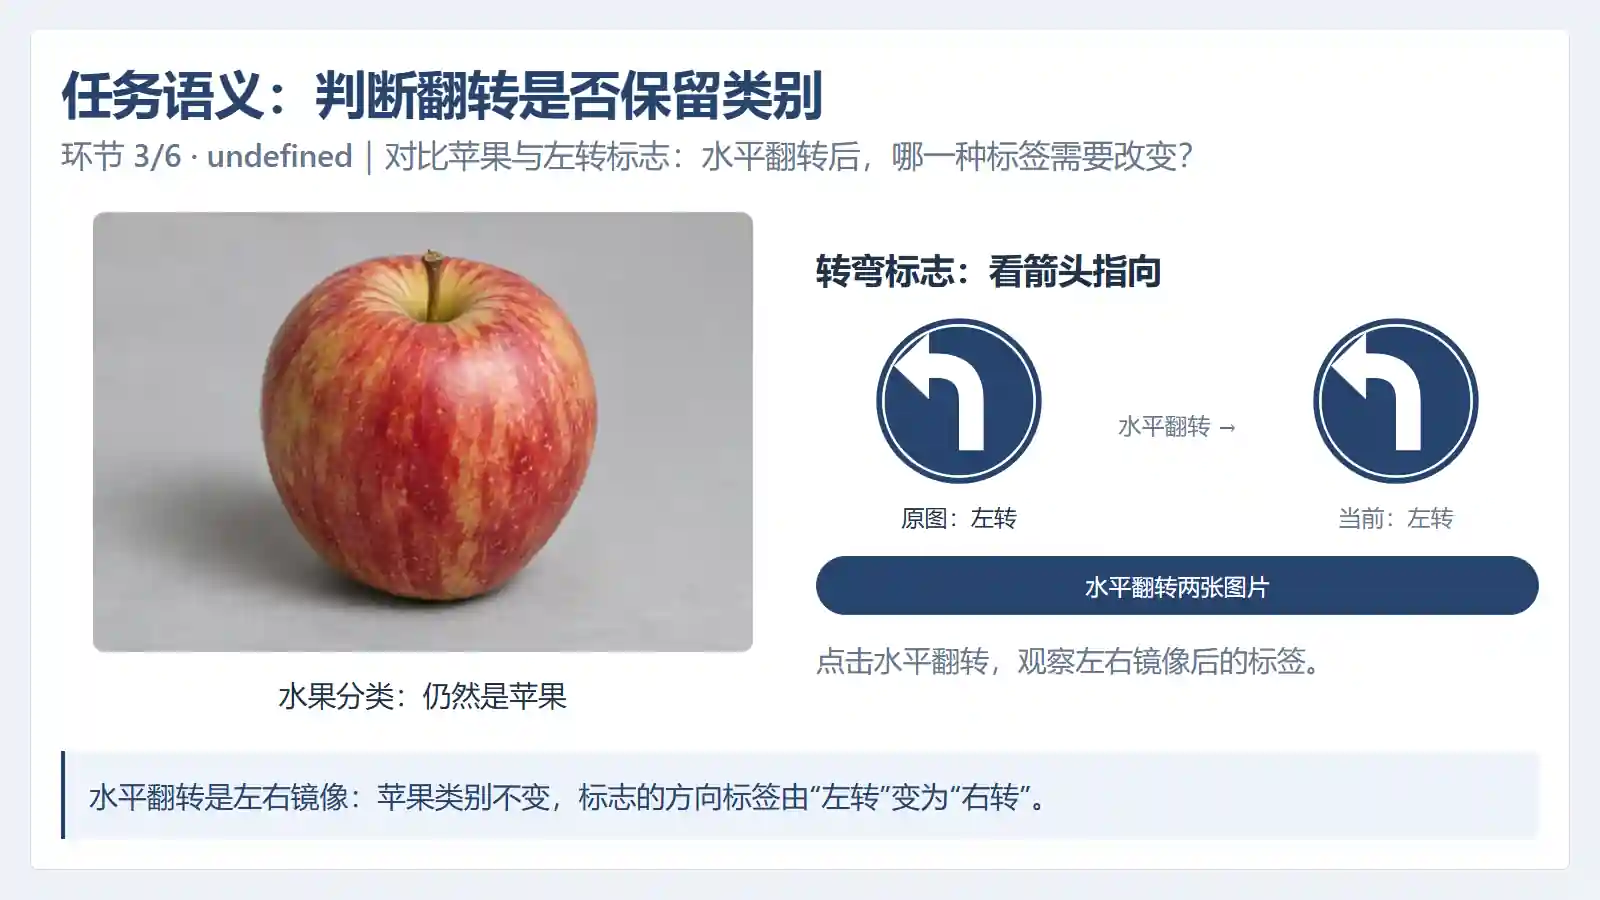 任务语义：判断翻转是否保留类别
环节 3/6 · undefined｜对比苹果与左转标志：水平翻转后，哪一种标签需要改变？
转弯标志：看箭头指向
水平翻转 →
原图：左转
当前：左转
水平翻转两张图片
点击水平翻转，观察左右镜像后的标签。
水果分类：仍然是苹果
水平翻转是左右镜像：苹果类别不变，标志的方向标签由“左转”变为“右转”。